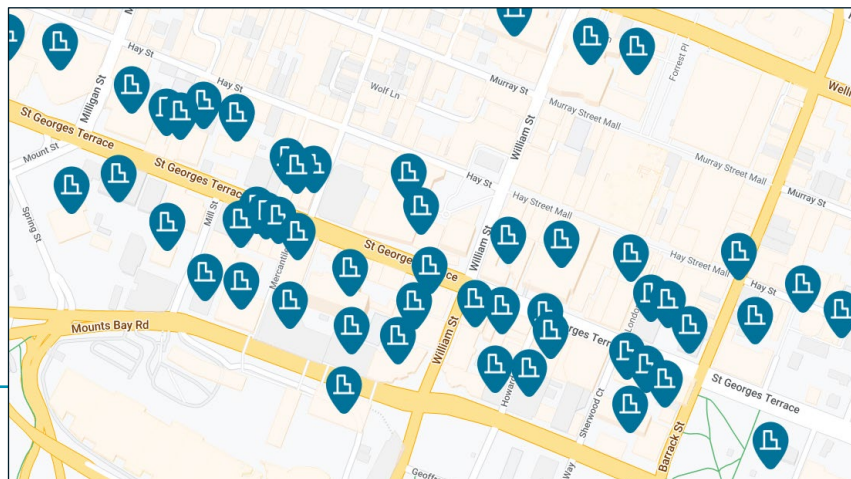 Hay St
Milligan St
Hay St
Wolf Ln
Murray St
Forrest Pl
Murray Street Mall
St Georges Terrace
Mount St
St Georges Terrace
William St
Hay St
Murray Street Mall
Murray St
Spring St
Mill St
Mercantile
St Georges Terrace
William St
Hay Street Mall
Hay Street Mall
Hay St
Mounts Bay Rd
William St
London
orges Terrace
St Georges Terrace
Howard
Sherwood Ct
Barrack St
Way